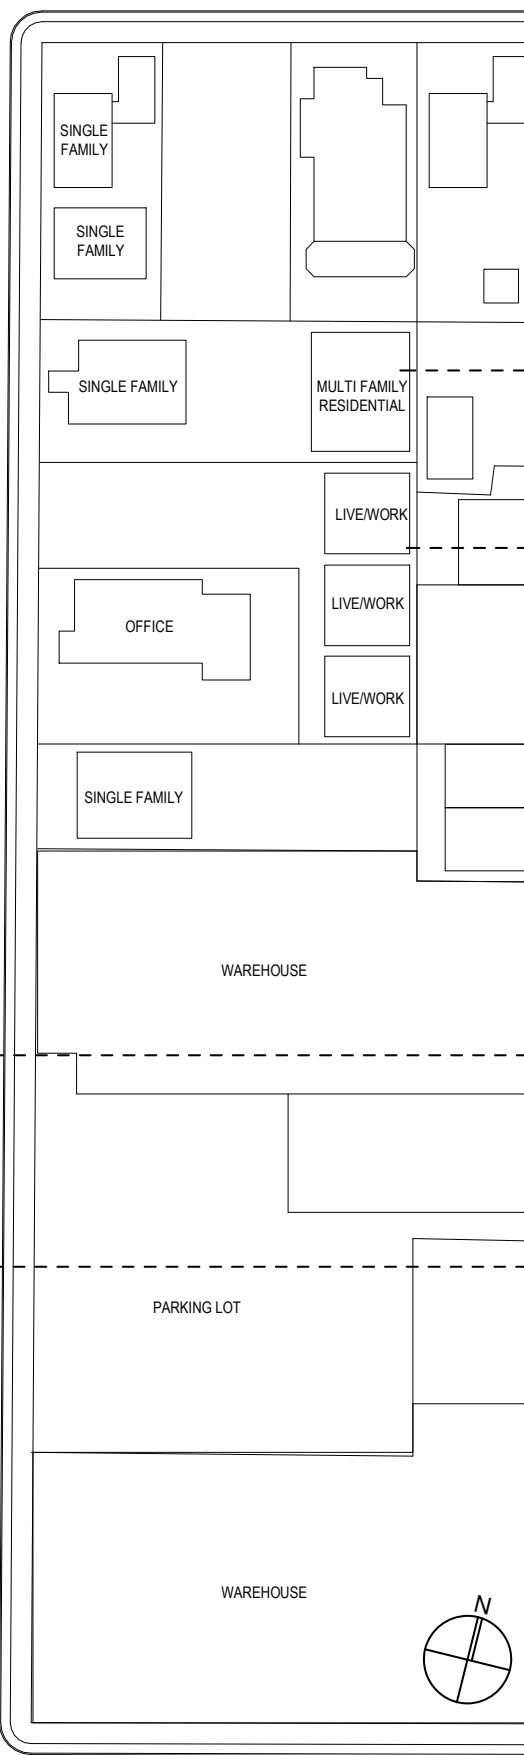 SINGLE
FAMILY
SINGLE
FAMILY
SINGLE FAMILY
MULTI FAMILY
RESIDENTIAL
LIVE/WORK
LIVE/WORK
OFFICE
LIVE/WORK
SINGLE FAMILY
WAREHOUSE
PARKING LOT
WAREHOUSE
N